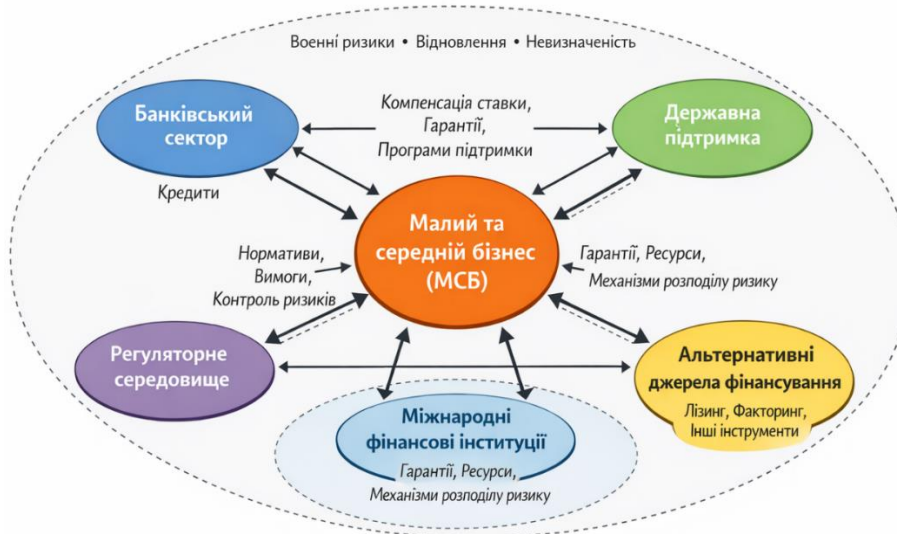 Воєнні ризики • Відновлення • Невизначеність
Банківський
сектор
Компенсація ставки,
Гарантії,
Програми підтримки
Державна
підтримка
Кредити
Малий та
середній бізнес
(МСБ)
Нормативи,
Вимоги,
Контроль ризиків
Гарантії, Ресурси,
Механізми розподілу ризику
Регуляторне
середовище
Альтернативні
джерела фінансування
Лізинг, Факторинг,
Інші інструменти
Міжнародні
фінансові інституції
Гарантії, Ресурси,
Механізми розподілу ризику